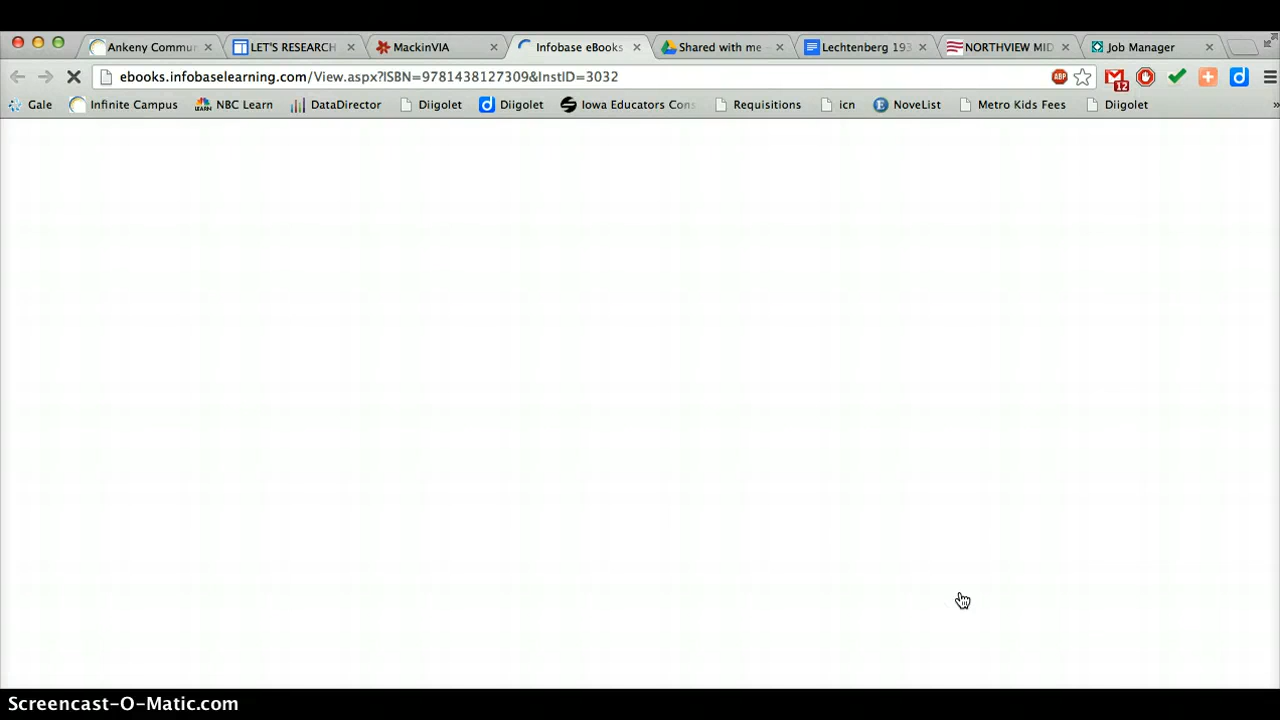 Ankeny Commu LET'S RESEARCH MackinVIA Infobase eBooks Shared with me - Lechtenberg 193 NORTHVIEW MID Job Manager
ebooks.infobaselearning.com/View.aspx?ISBN=9781438127309&InstID=3032 ABP 12 d
Gale Infinite Campus NBC Learn DataDirector Diigolet d Diigolet Iowa Educators Cons Requisitions icn E NoveList Metro Kids Fees Diigolet »
Screencast-O-Matic.com